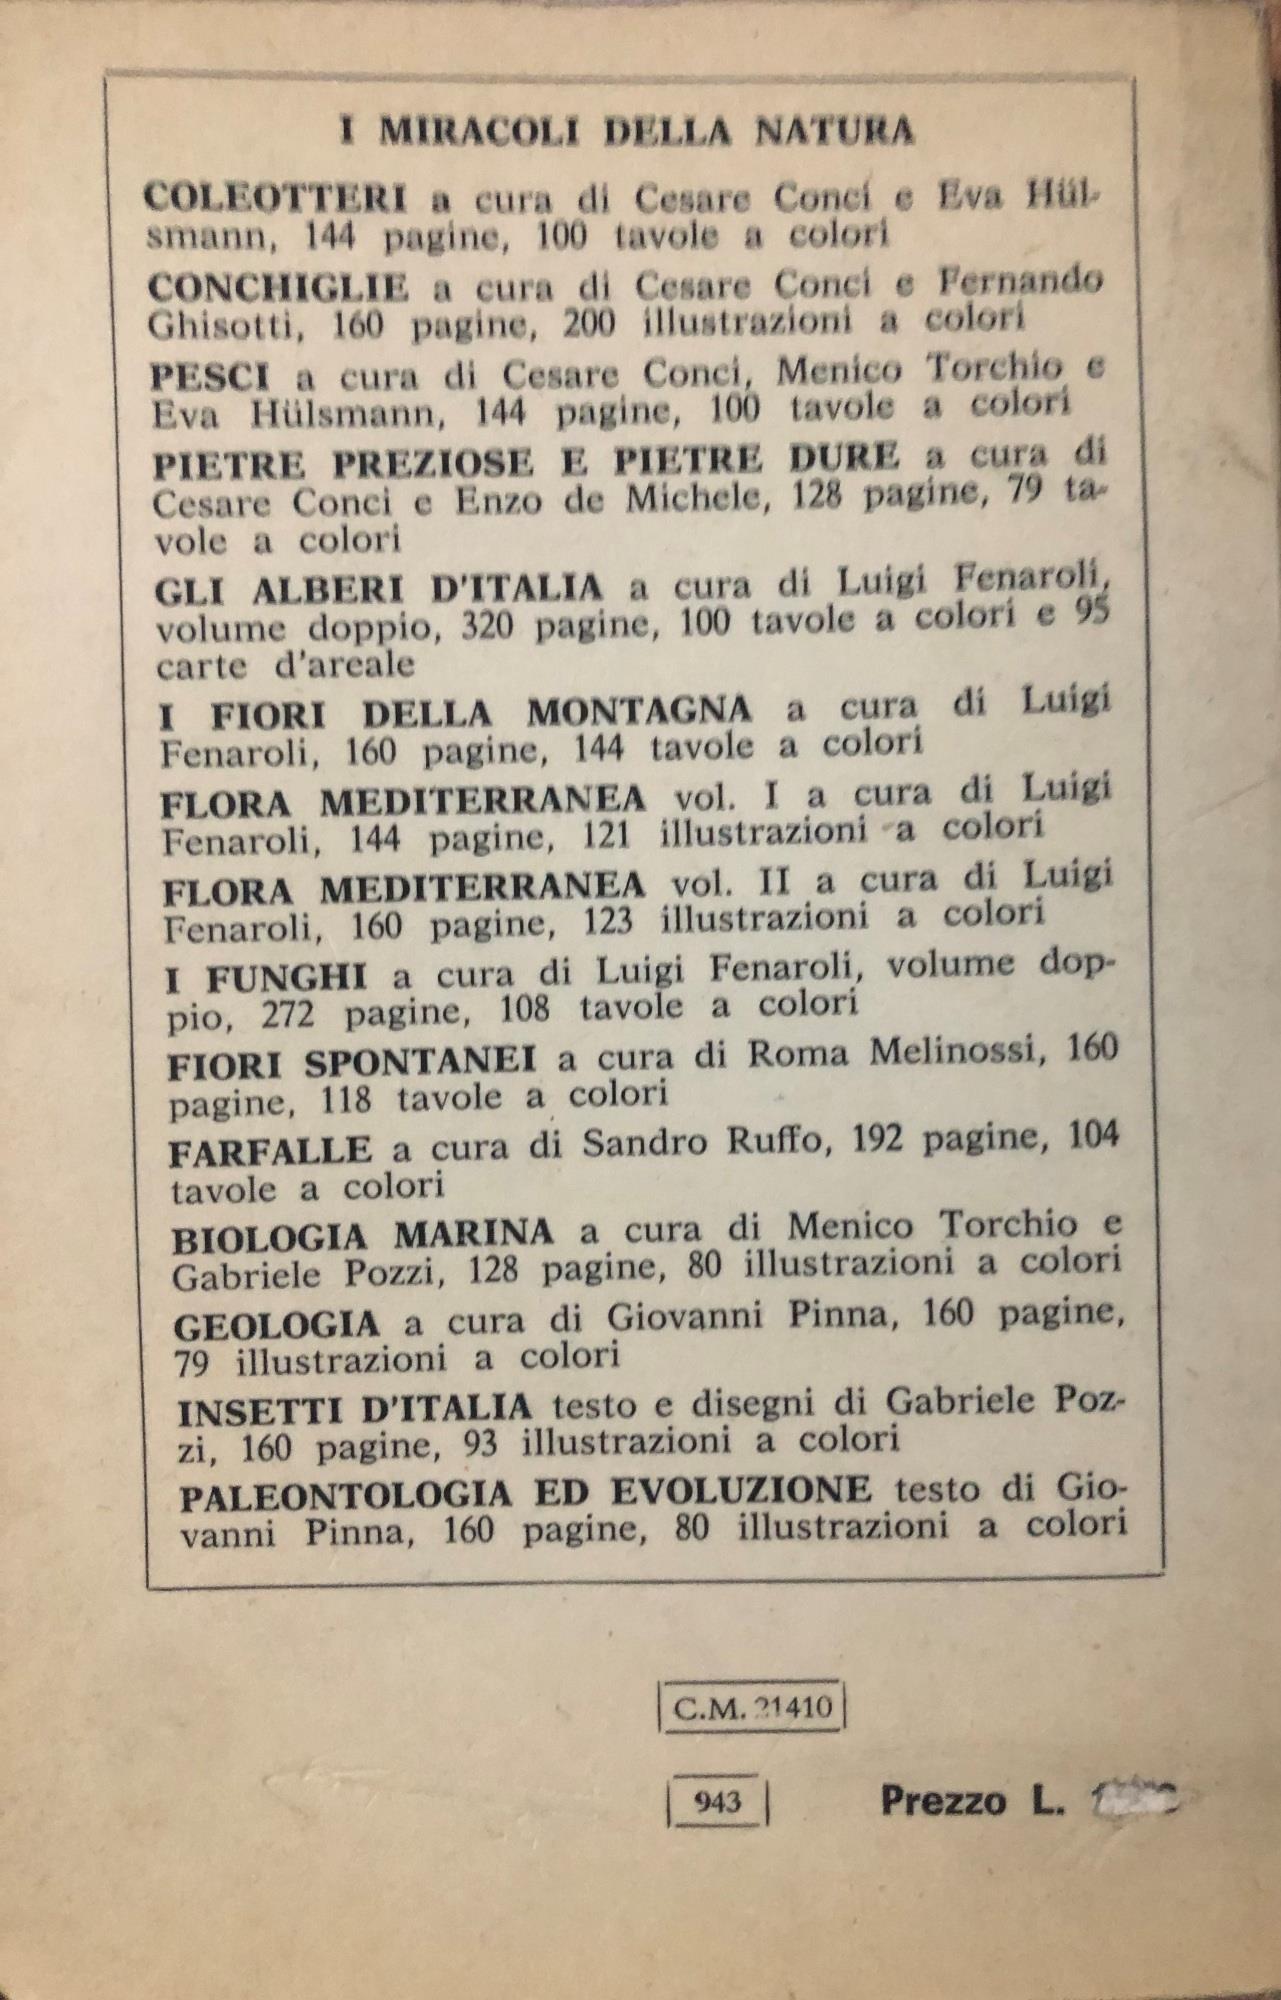 I MIRACOLI DELLA NATURA
COLEOTTERI a cura di Cesare Conci e Eva Hül-
smann, 144 pagine, 100 tavole a colori
CONCHIGLIE a cura di Cesare Conci e Fernando
Ghisotti, 160 pagine, 200 illustrazioni a colori
PESCI a cura di Cesare Conci, Menico Torchio e
Eva Hülsmann, 144 pagine, 100 tavole a colori
PIETRE PREZIOSE E PIETRE DURE a cura di
Cesare Conci e Enzo de Michele, 128 pagine, 79 ta-
vole a colori
GLI ALBERI D'ITALIA a cura di Luigi Fenaroli,
volume doppio, 320 pagine, 100 tavole a colori e 95
carte d'areale
I FIORI DELLA MONTAGNA a cura di Luigi
Fenaroli, 160 pagine, 144 tavole a colori
FLORA MEDITERRANEA vol. I a cura di Luigi
Fenaroli, 144 pagine, 121 illustrazioni a colori
FLORA MEDITERRANEA vol. II a cura di Luigi
Fenaroli, 160 pagine, 123 illustrazioni a colori
I FUNGHI a cura di Luigi Fenaroli, volume dop-
pio, 272 pagine, 108 tavole a colori
FIORI SPONTANEI a cura di Roma Melinossi, 160
pagine, 118 tavole a colori
FARFALLE a cura di Sandro Ruffo, 192 pagine, 104
tavole a colori
BIOLOGIA MARINA a cura di Menico Torchio e
Gabriele Pozzi, 128 pagine, 80 illustrazioni a colori
GEOLOGIA a cura di Giovanni Pinna, 160 pagine,
79 illustrazioni a colori
INSETTI D'ITALIA testo e disegni di Gabriele Poz-
zi, 160 pagine, 93 illustrazioni a colori
PALEONTOLOGIA ED EVOLUZIONE testo di Gio-
vanni Pinna, 160 pagine, 80 illustrazioni a colori
C.M. 21410
943
Prezzo L.